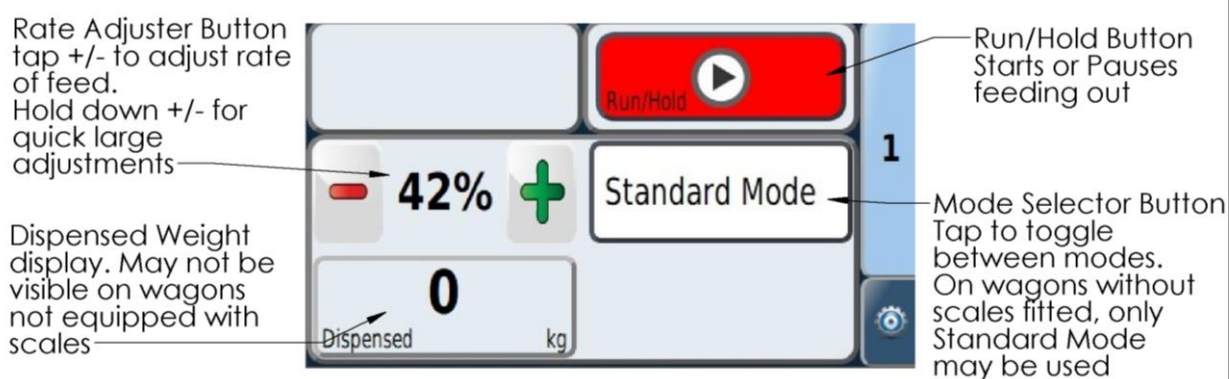 Rate Adjuster Button
tap +/- to adjust rate
of feed.
Hold down +/- for
quick large
adjustments
Dispensed Weight
display. May not be
visible on wagons
not equipped with
scales
Run/Hold
42%
Standard Mode
0
Dispensed kg
1
Run/Hold Button
Starts or Pauses
feeding out
Mode Selector Button
Tap to toggle
between modes.
On wagons without
scales fitted, only
Standard Mode
may be used